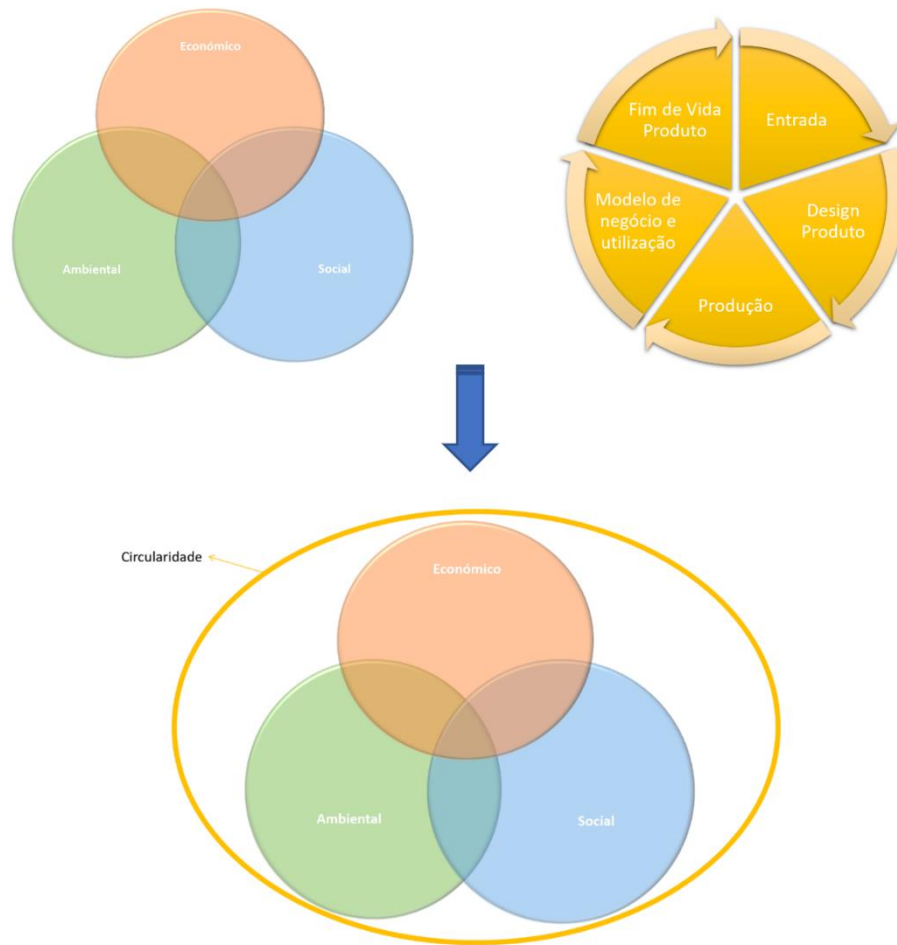 Económico
Ambiental
Social
Fim de Vida
Produto
Entrada
Modelo de
negócio e
utilização
Design
Produto
Produção
Circularidade
Económico
Ambiental
Social